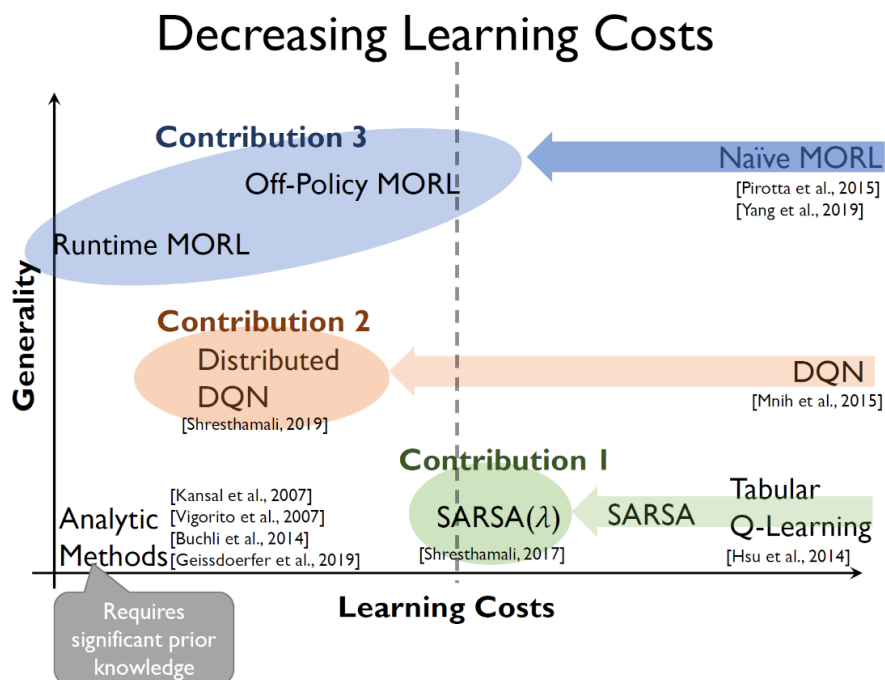 Decreasing Learning Costs
Contribution 3
Off-Policy MORL
Runtime MORL
Naïve MORL
[Pirotta et al., 2015]
[Yang et al., 2019]
Generality
Contribution 2
Distributed
DQN
[Shresthamali, 2019]
DQN
[Mnih et al., 2015]
Contribution 1
SARSA(λ)
[Shresthamali, 2017]
SARSA
Tabular
Q-Learning
[Hsu et al., 2014]
Analytic
Methods
[Kansal et al., 2007]
[Vigorito et al., 2007]
[Buchli et al., 2014]
[Geissdoerfer et al., 2019]
Learning Costs
Requires
significant prior
knowledge